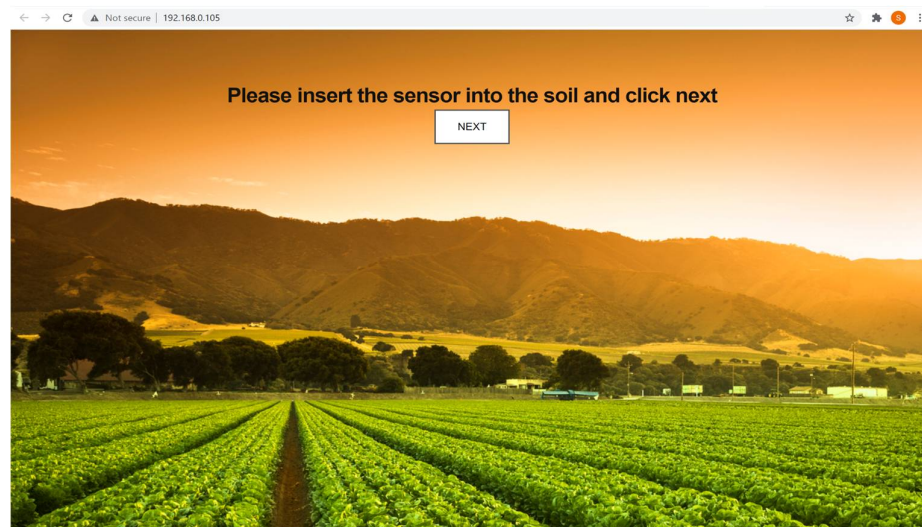 Not secure | 192.168.0.105
S
Please insert the sensor into the soil and click next
NEXT